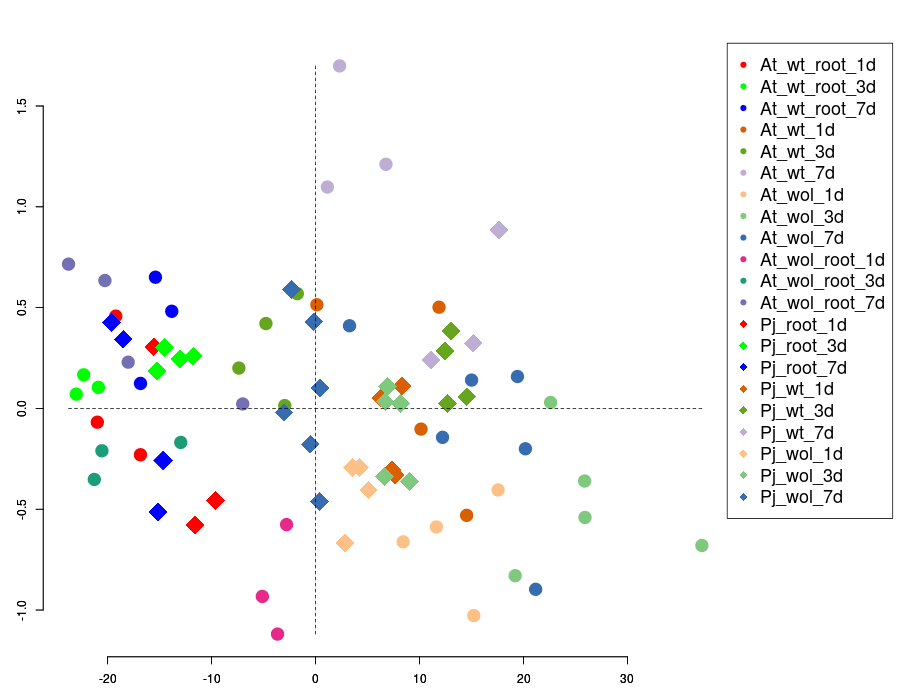 At_wt_root_1d
At_wt_root_3d
At_wt_root_7d
At_wt_1d
At_wt_3d
At_wt_7d
At_wol_1d
At_wol_3d
At_wol_7d
At_wol_root_1d
At_wol_root_3d
At_wol_root_7d
Pj_root_1d
Pj_root_3d
Pj_root_7d
Pj_wt_1d
Pj_wt_3d
Pj_wt_7d
Pj_wol_1d
Pj_wol_3d
Pj_wol_7d
1.5
1.0
0.5
0.0
-0.5
-1.0
-20 -10 0 10 20 30